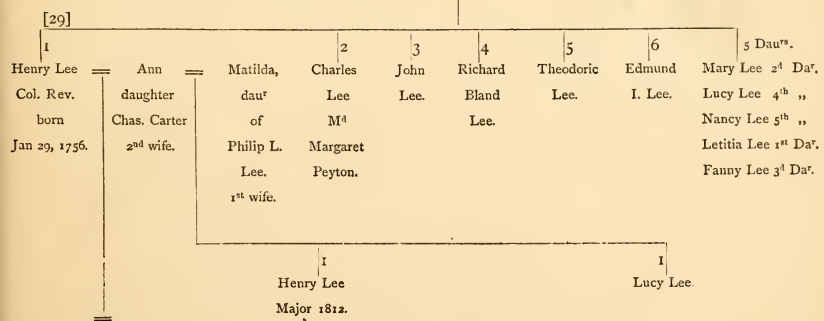 [29]
1
Henry Lee
Col. Rev.
born
Jan 29, 1756.
Ann
daughter
Chas. Carter
2nd wife.
Matilda,
daur
of
Philip L.
Lee.
1st wife.
2
Charles
Lee
Md
Margaret
Peyton.
3
John
Lee.
4
Richard
Bland
Lee.
5
Theodoric
Lee.
6
Edmund
I. Lee.
5 Daurs.
Mary Lee 2d Dar.
Lucy Lee 4th „
Nancy Lee 5th „
Letitia Lee 1st Dar.
Fanny Lee 3d Dar.
1
Henry Lee
Major 1812.
1
Lucy Lee